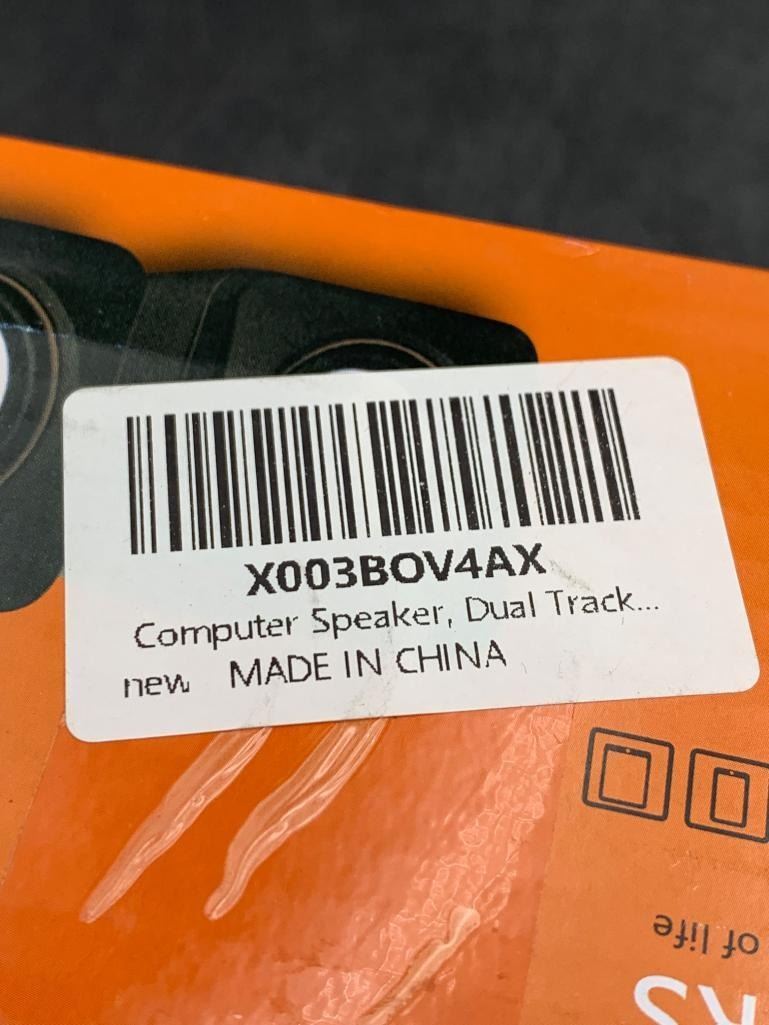 X003BOV4AX
Computer Speaker, Dual Track...
new MADE IN CHINA
of life